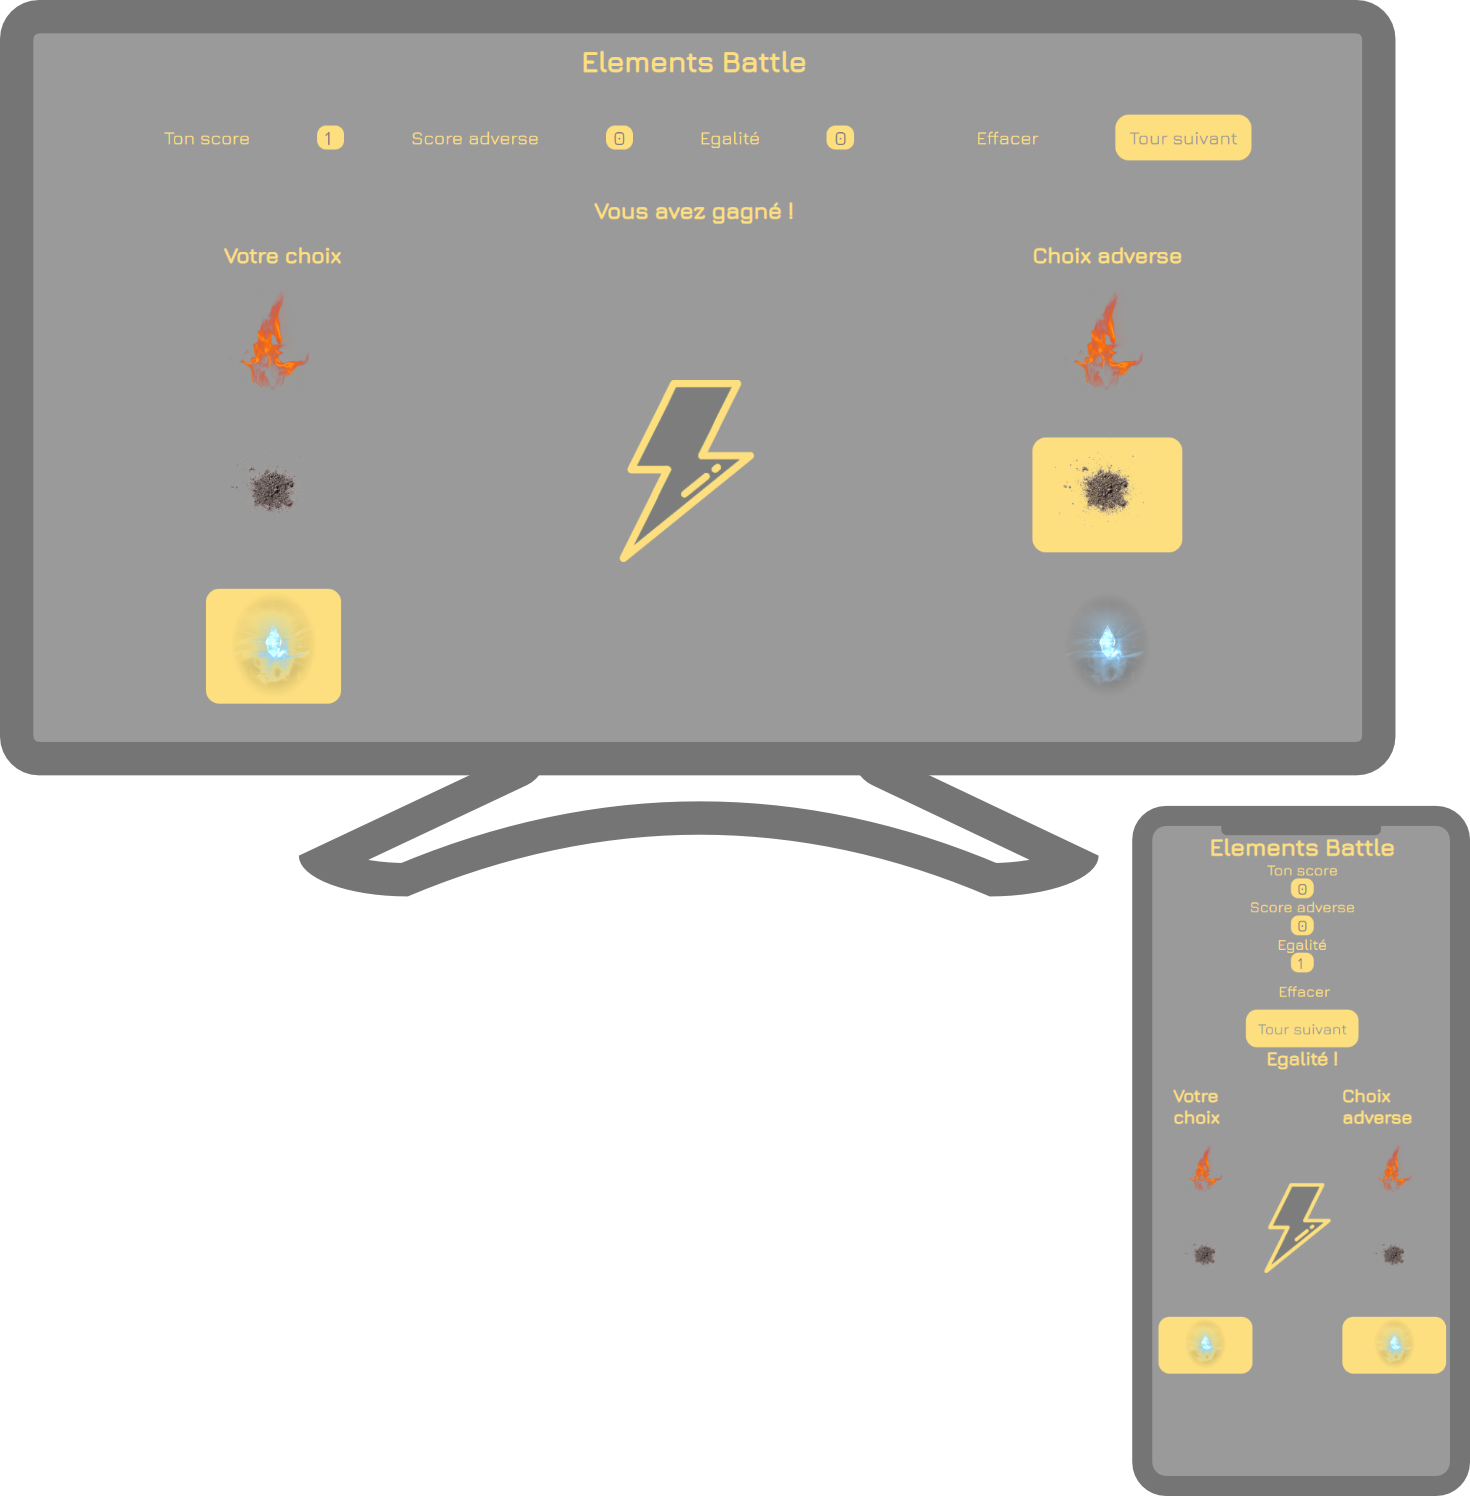 Elements Battle
Ton score 1 Score adverse 0 Egalité 0 Effacer Tour suivant
Vous avez gagné !
Votre choix Choix adverse
Elements Battle
Ton score
0
Score adverse
0
Egalité
1
Effacer
Tour suivant
Egalité !
Votre
choix
Choix
adverse